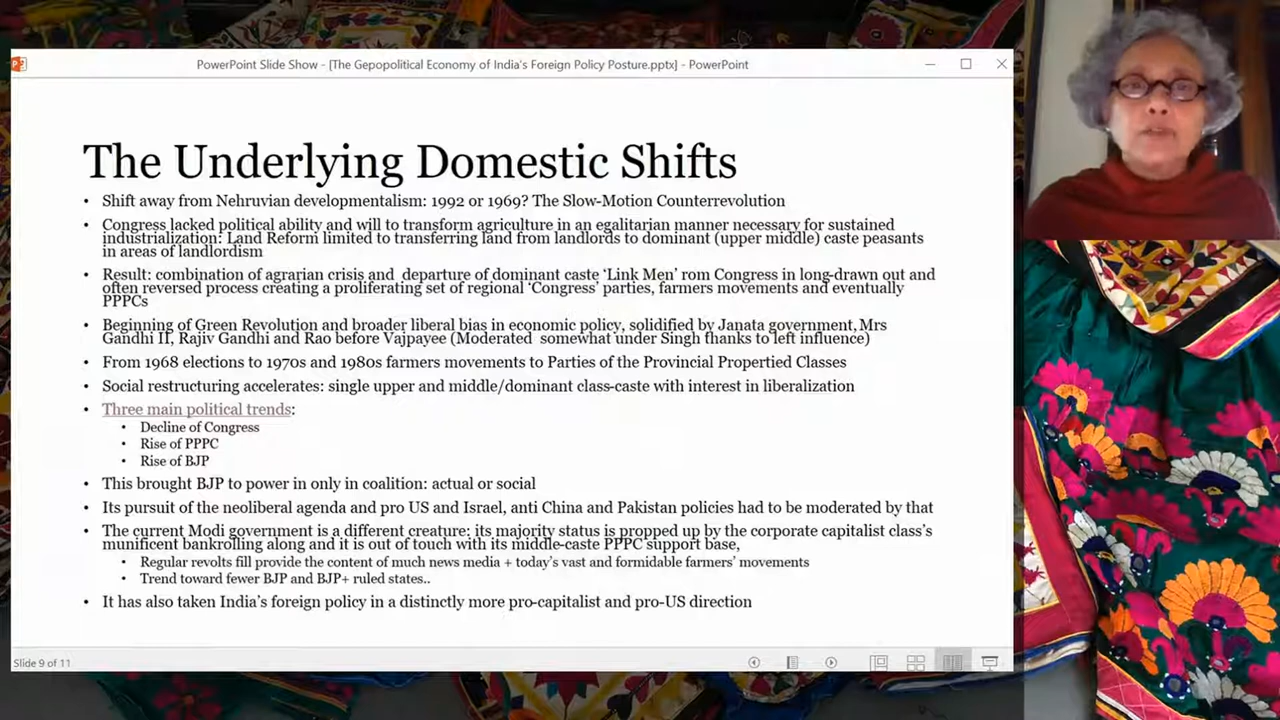 PowerPoint Slide Show - [The Gepopolitical Economy of India's Foreign Policy Posture.pptx] - PowerPoint
The Underlying Domestic Shifts
• Shift away from Nehruvian developmentalism: 1992 or 1969? The Slow-Motion Counterrevolution
• Congress lacked political ability and will to transform agriculture in an egalitarian manner necessary for sustained
industrialization: Land Reform limited to transferring land from landlords to dominant (upper middle) caste peasants
in areas of landlordism
• Result: combination of agrarian crisis and departure of dominant caste 'Link Men' rom Congress in long-drawn out and
often reversed process creating a proliferating set of regional 'Congress' parties, farmers movements and eventually
PPPCs
• Beginning of Green Revolution and broader liberal bias in economic policy, solidified by Janata government, Mrs
Gandhi II, Rajiv Gandhi and Rao before Vajpayee (Moderated somewhat under Singh thanks to left influence)
• From 1968 elections to 1970s and 1980s farmers movements to Parties of the Provincial Propertied Classes
• Social restructuring accelerates: single upper and middle/dominant class-caste with interest in liberalization
• Three main political trends:
• Decline of Congress
• Rise of PPPC
• Rise of BJP
• This brought BJP to power in only in coalition: actual or social
• Its pursuit of the neoliberal agenda and pro US and Israel, anti China and Pakistan policies had to be moderated by that
• The current Modi government is a different creature: its majority status is propped up by the corporate capitalist class's
munificent bankrolling along and it is out of touch with its middle-caste PPPC support base,
• Regular revolts fill provide the content of much news media + today's vast and formidable farmers' movements
• Trend toward fewer BJP and BJP+ ruled states..
• It has also taken India's foreign policy in a distinctly more pro-capitalist and pro-US direction
Slide 9 of 11